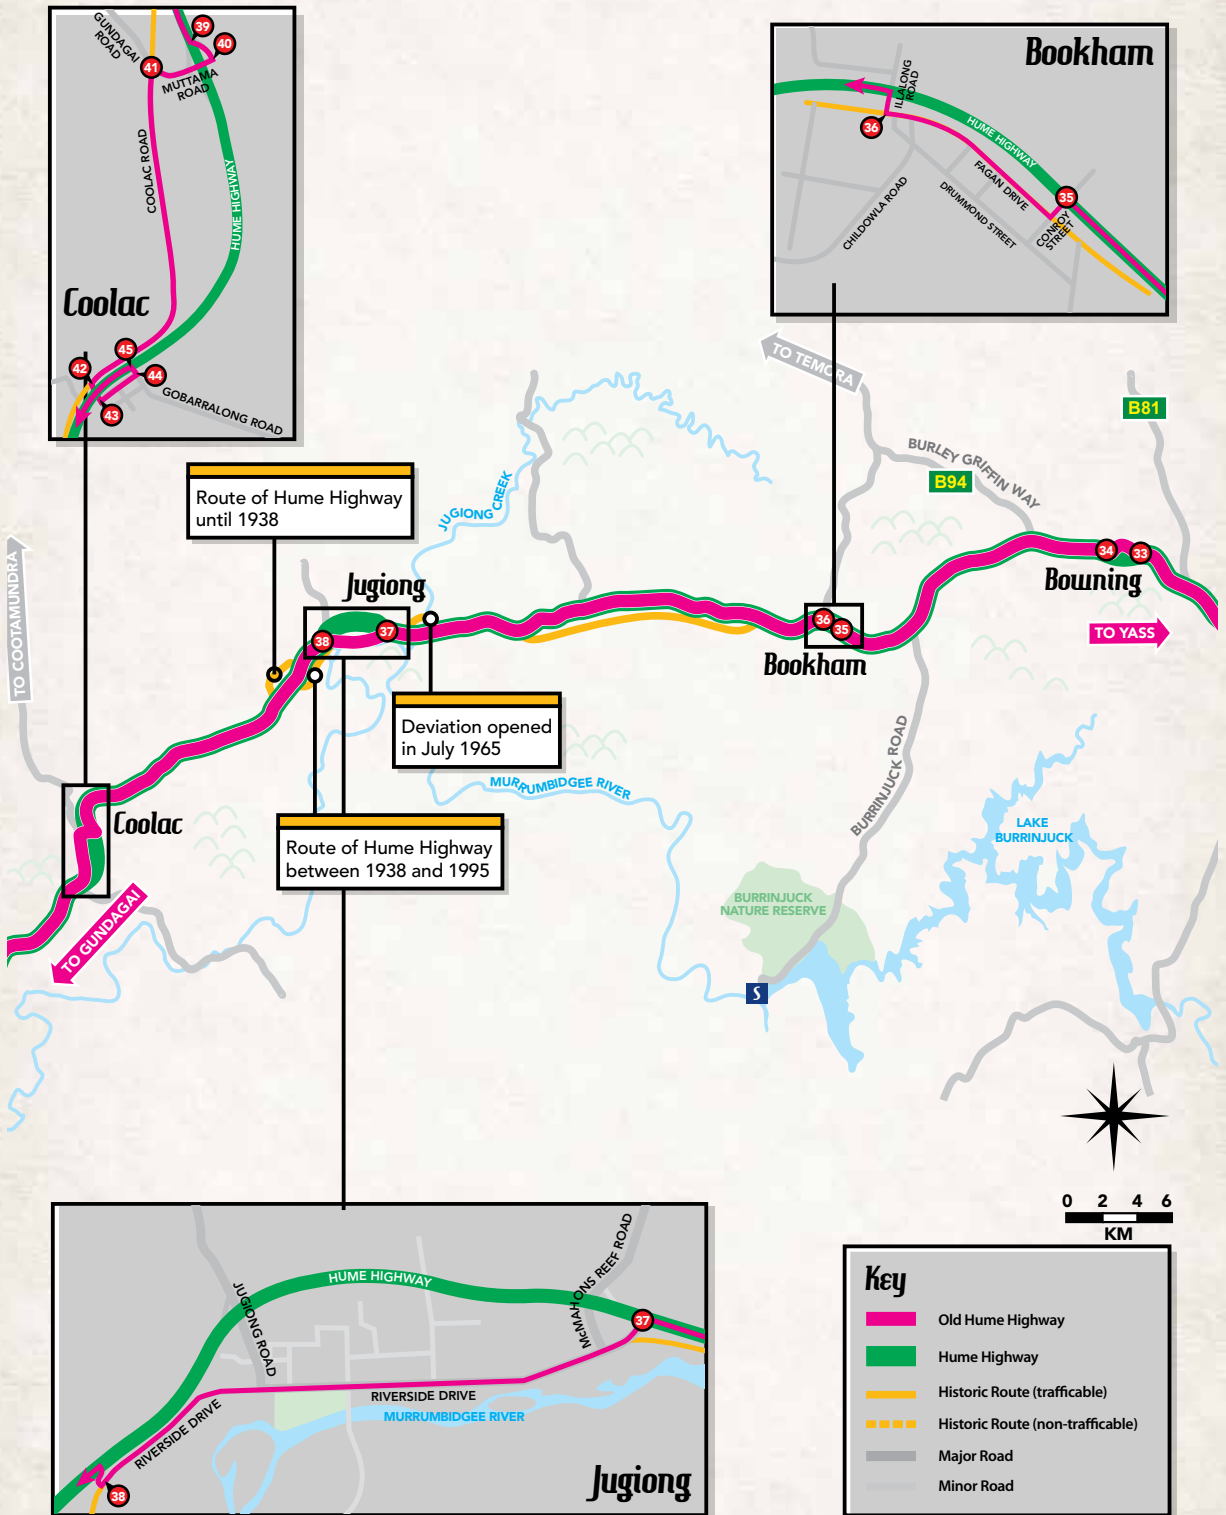 GUNDAGAI
ROAD
39
40
41
MUTTAMA
ROAD
COOLAC ROAD
HUME HIGHWAY
Coolac
45
42
44
43
GOBARRALONG ROAD
Bookham
ILLALONG
ROAD
36
HUME HIGHWAY
FAGAN DRIVE
35
DRUMMOND STREET
CONROY
STREET
CHILDOWLA ROAD
TO TEMORA
B81
BURLEY GRIFFIN WAY
B94
Route of Hume Highway
until 1938
JUGIONG CREEK
TO COOTAMUNDRA
Jugiong
38
37
34
33
Bowning
TO YASS
36
35
Bookham
Deviation opened
in July 1965
MURRUMBIDGEE RIVER
BURRINJUCK ROAD
Coolac
LAKE
BURRINJUCK
Route of Hume Highway
between 1938 and 1995
BURRINJUCK
NATURE RESERVE
TO GUNDAGAI
S
0 2 4 6
KM
JUGIONG ROAD
HUME HIGHWAY
McMAHONS REEF ROAD
37
RIVERSIDE DRIVE
MURRUMBIDGEE RIVER
RIVERSIDE DRIVE
38
Jugiong
Key
Old Hume Highway
Hume Highway
Historic Route (trafficable)
Historic Route (non-trafficable)
Major Road
Minor Road